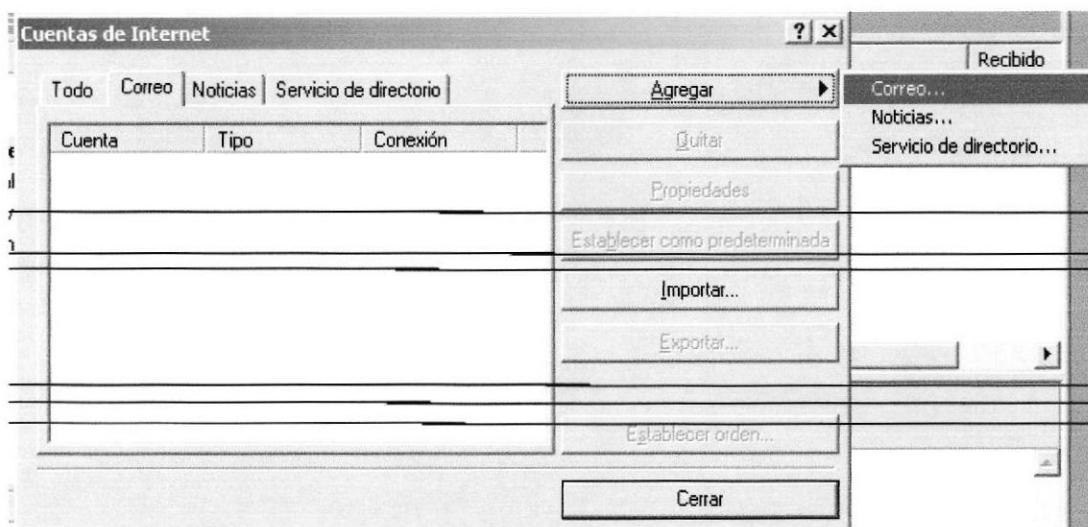 Cuentas de Internet
Recibido
Todo Correo Noticias Servicio de directorio
Agregar
Correo...
Noticias...
Servicio de directorio...
Cuenta Tipo Conexión
Quitar
Propiedades
Establecer como predeterminada
Importar...
Exportar...
Establecer orden...
Cerrar